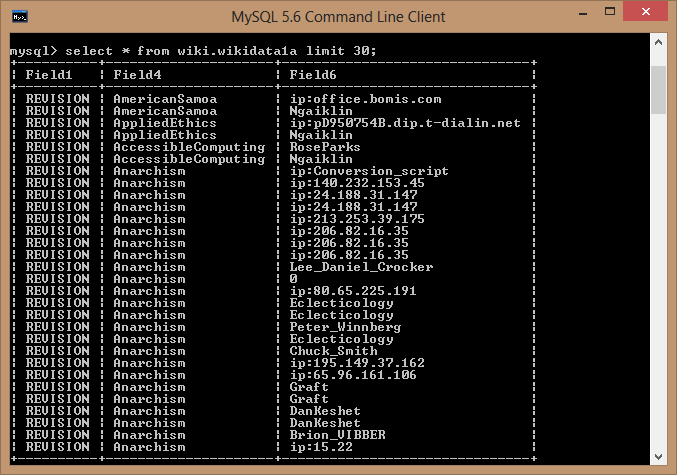 MySQL 5.6 Command Line Client
mysql> select * from wiki.wikidata1a limit 30;
+----------+---------------------+-------------------------------+
| Field1 | Field4 | Field6 |
+----------+---------------------+-------------------------------+
| REVISION | AmericanSamoa | ip:office.bomis.com |
| REVISION | AmericanSamoa | Ngaiklin |
| REVISION | AppliedEthics | ip:pD950754B.dip.t-dialin.net |
| REVISION | AppliedEthics | Ngaiklin |
| REVISION | AccessibleComputing | RoseParks |
| REVISION | AccessibleComputing | Ngaiklin |
| REVISION | Anarchism | ip:Conversion_script |
| REVISION | Anarchism | ip:140.232.153.45 |
| REVISION | Anarchism | ip:24.188.31.147 |
| REVISION | Anarchism | ip:24.188.31.147 |
| REVISION | Anarchism | ip:213.253.39.175 |
| REVISION | Anarchism | ip:206.82.16.35 |
| REVISION | Anarchism | ip:206.82.16.35 |
| REVISION | Anarchism | ip:206.82.16.35 |
| REVISION | Anarchism | Lee_Daniel_Crocker |
| REVISION | Anarchism | 0 |
| REVISION | Anarchism | ip:80.65.225.191 |
| REVISION | Anarchism | Eclecticology |
| REVISION | Anarchism | Eclecticology |
| REVISION | Anarchism | Peter_Winnberg |
| REVISION | Anarchism | Eclecticology |
| REVISION | Anarchism | Chuck_Smith |
| REVISION | Anarchism | ip:195.149.37.162 |
| REVISION | Anarchism | ip:65.96.161.106 |
| REVISION | Anarchism | Graft |
| REVISION | Anarchism | Graft |
| REVISION | Anarchism | DanKeshet |
| REVISION | Anarchism | DanKeshet |
| REVISION | Anarchism | Brion_VIBBER |
| REVISION | Anarchism | ip:15.22 |
+----------+---------------------+-------------------------------+